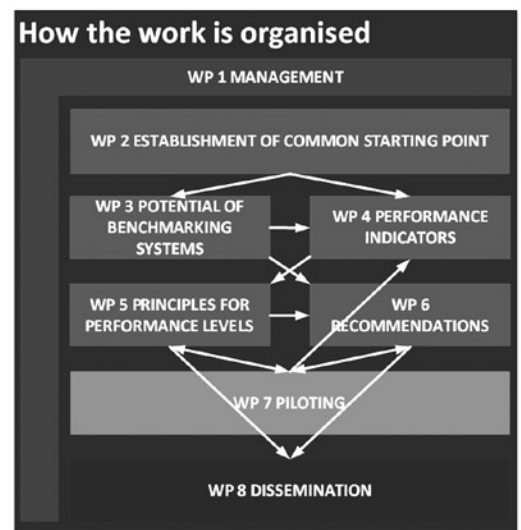 How the work is organised
WP 1 MANAGEMENT
WP 2 ESTABLISHMENT OF COMMON STARTING POINT
WP 3 POTENTIAL OF
BENCHMARKING
SYSTEMS
WP 4 PERFORMANCE
INDICATORS
WP 5 PRINCIPLES FOR
PERFORMANCE LEVELS
WP 6
RECOMMENDATIONS
WP 7 PILOTING
WP 8 DISSEMINATION